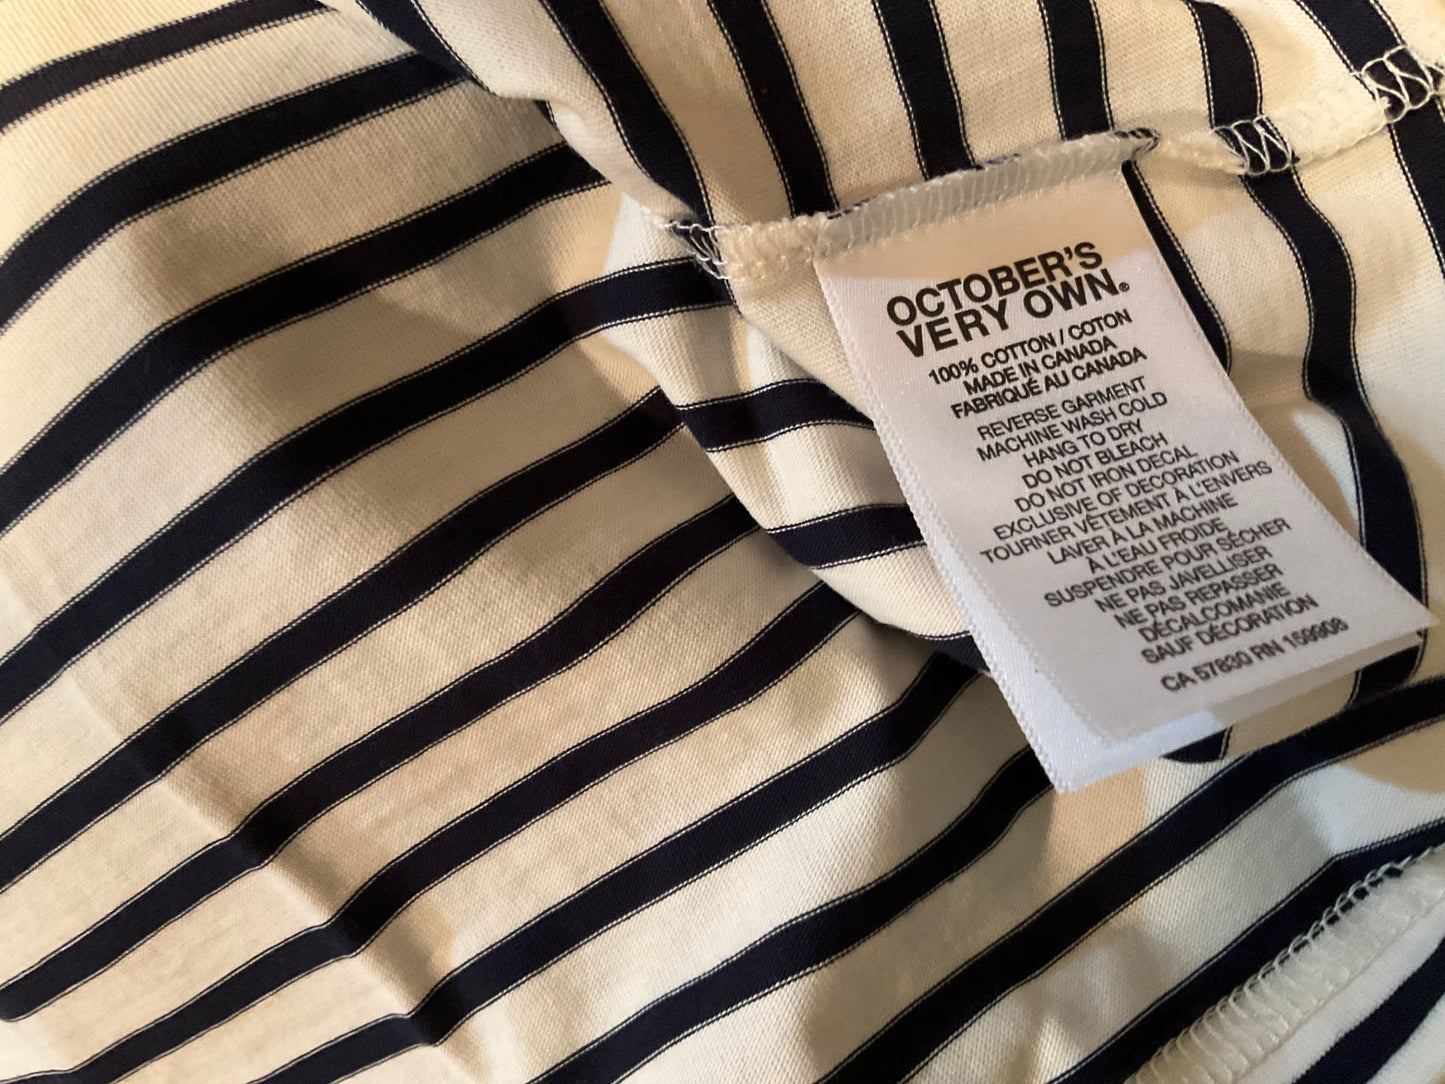 OCTOBER'S
VERY OWN®
100% COTTON / COTON
MADE IN CANADA
FABRIQUÉ AU CANADA
REVERSE GARMENT
MACHINE WASH COLD
HANG TO DRY
DO NOT BLEACH
DO NOT IRON DECAL
EXCLUSIVE OF DECORATION
TOURNER VÊTEMENT À L'ENVERS
LAVER À LA MACHINE
À L'EAU FROIDE
SUSPENDRE POUR SÉCHER
NE PAS JAVELLISER
NE PAS REPASSER
DÉCALCOMANIE
SAUF DÉCORATION
CA 57830 RN 159908